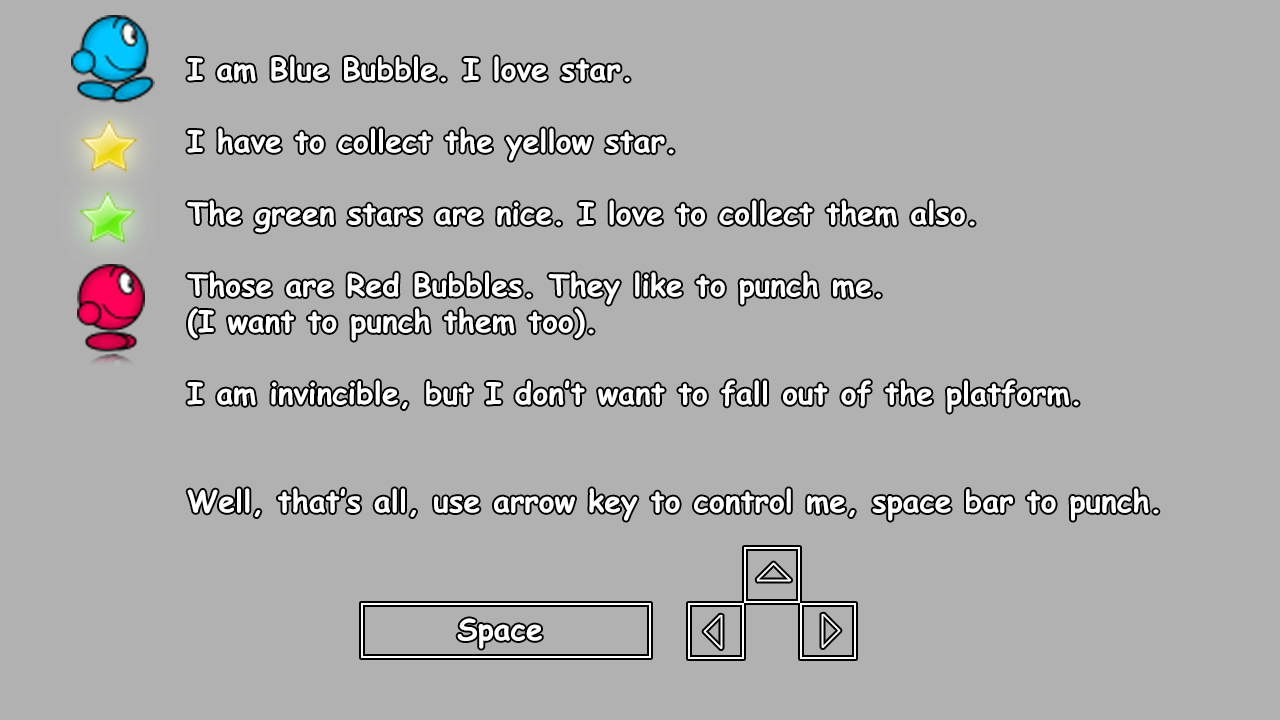 I am Blue Bubble. I love star.
I have to collect the yellow star.
The green stars are nice. I love to collect them also.
Those are Red Bubbles. They like to punch me.
(I want to punch them too).
I am invincible, but I don't want to fall out of the platform.
Well, that's all, use arrow key to control me, space bar to punch.
Space